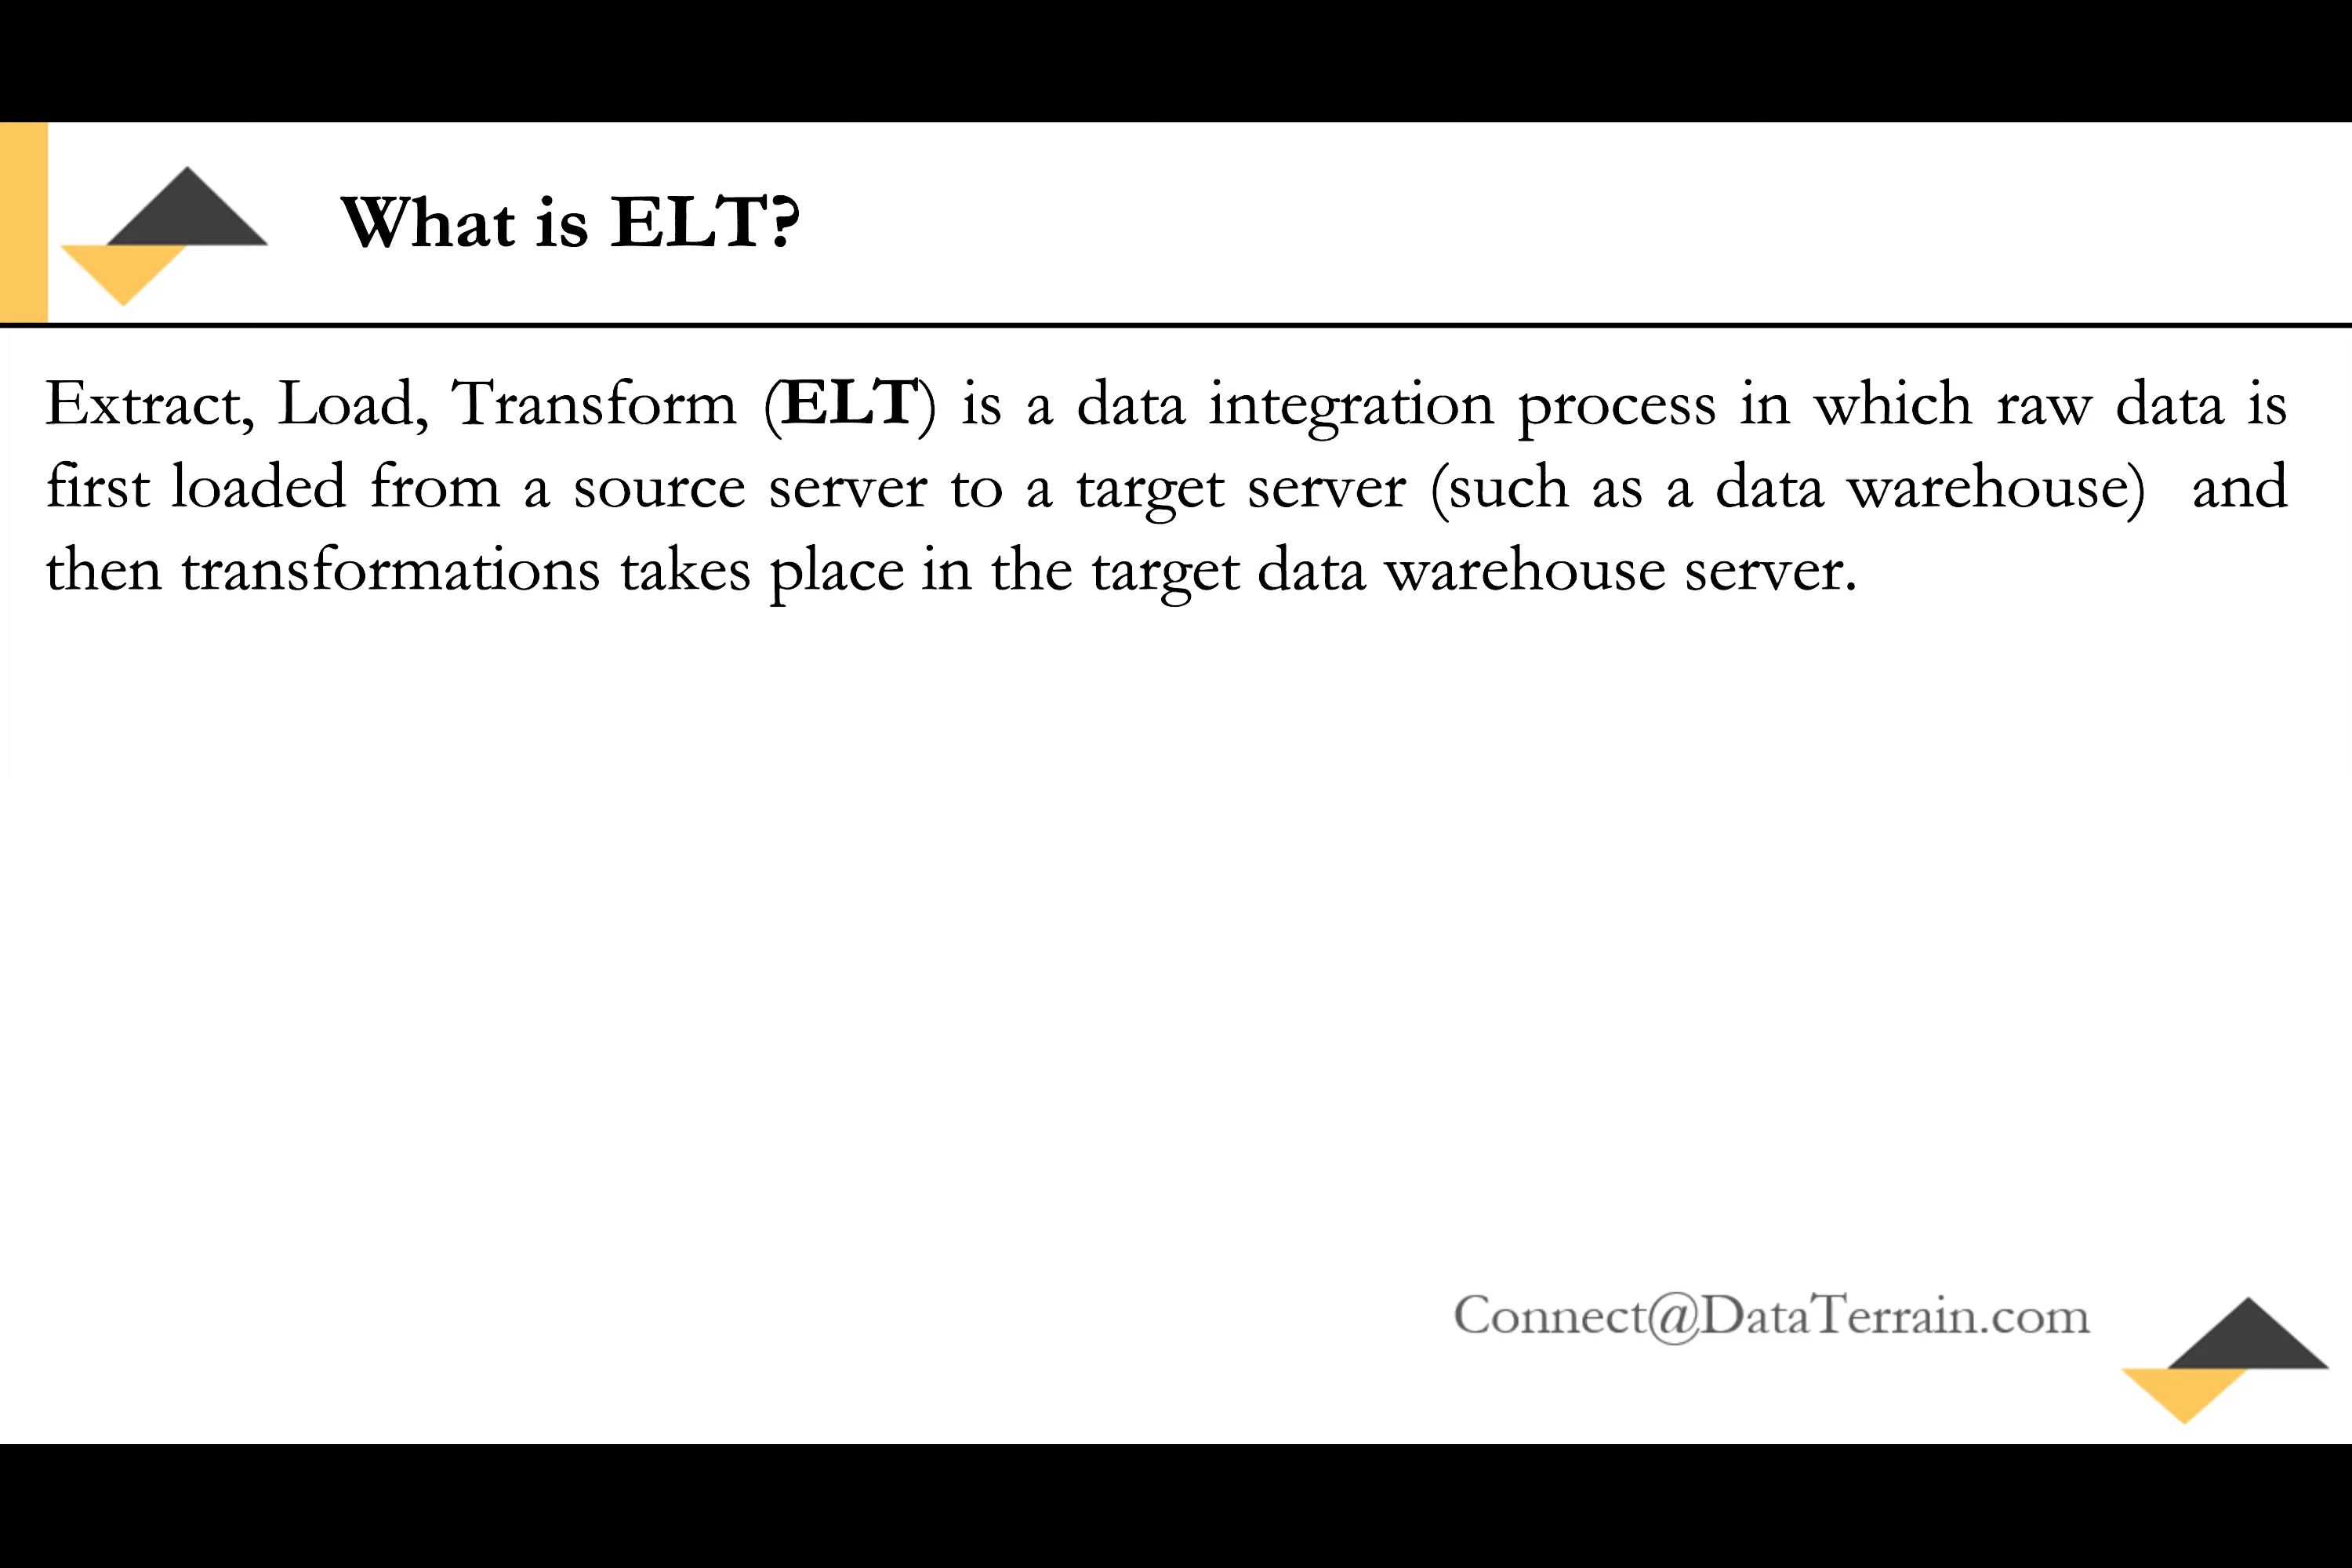 What is ELT?
Extract, Load, Transform (ELT) is a data integration process in which raw data is
first loaded from a source server to a target server (such as a data warehouse) and
then transformations takes place in the target data warehouse server.
Connect@DataTerrain.com